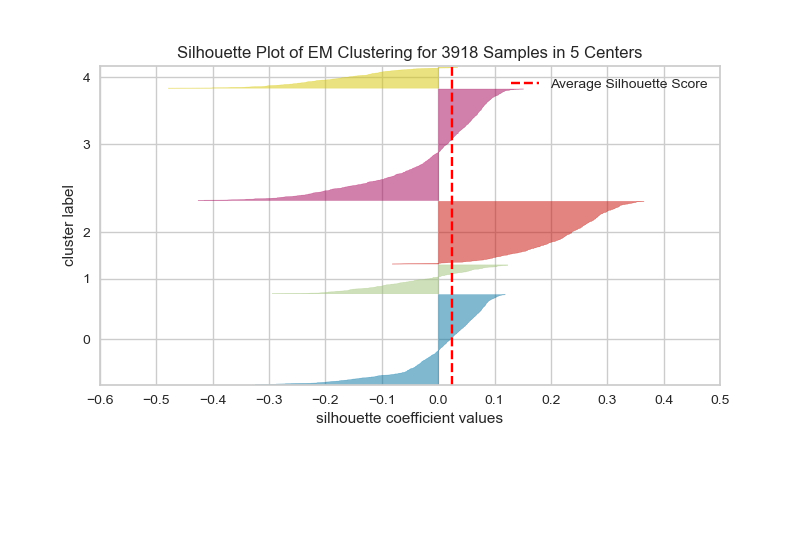 Silhouette Plot of EM Clustering for 3918 Samples in 5 Centers
Average Silhouette Score
cluster label
4
3
2
1
0
−0.6 −0.5 −0.4 −0.3 −0.2 −0.1 0.0 0.1 0.2 0.3 0.4 0.5
silhouette coefficient values